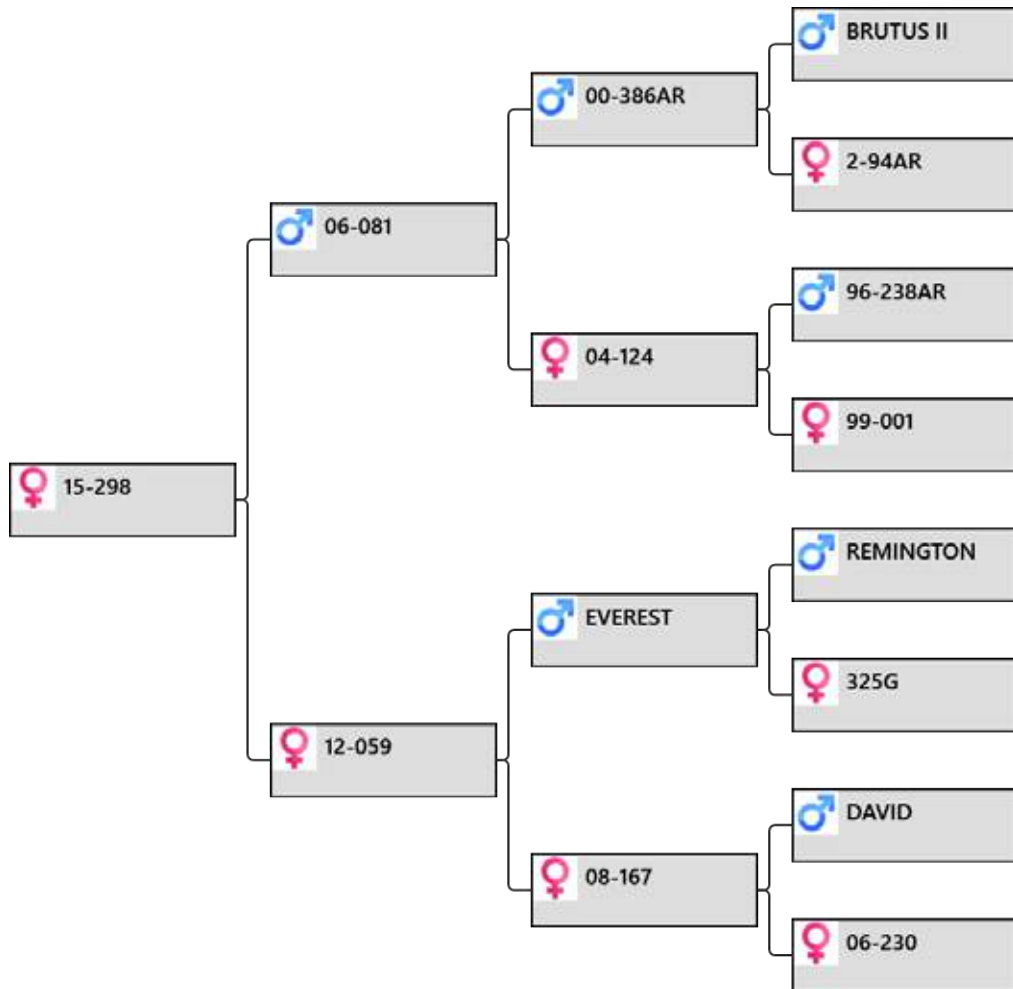 BRUTUS II
00-386AR
2-94AR
06-081
96-238AR
04-124
99-001
15-298
REMINGTON
EVEREST
325G
12-059
DAVID
08-167
06-230